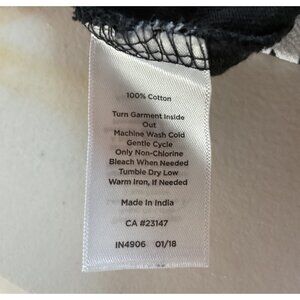 100% Cotton
Turn Garment Inside
Out
Machine Wash Cold
Gentle Cycle
Only Non-Chlorine
Bleach When Needed
Tumble Dry Low
Warm Iron, If Needed
Made In India
CA #23147
IN4906 01/18